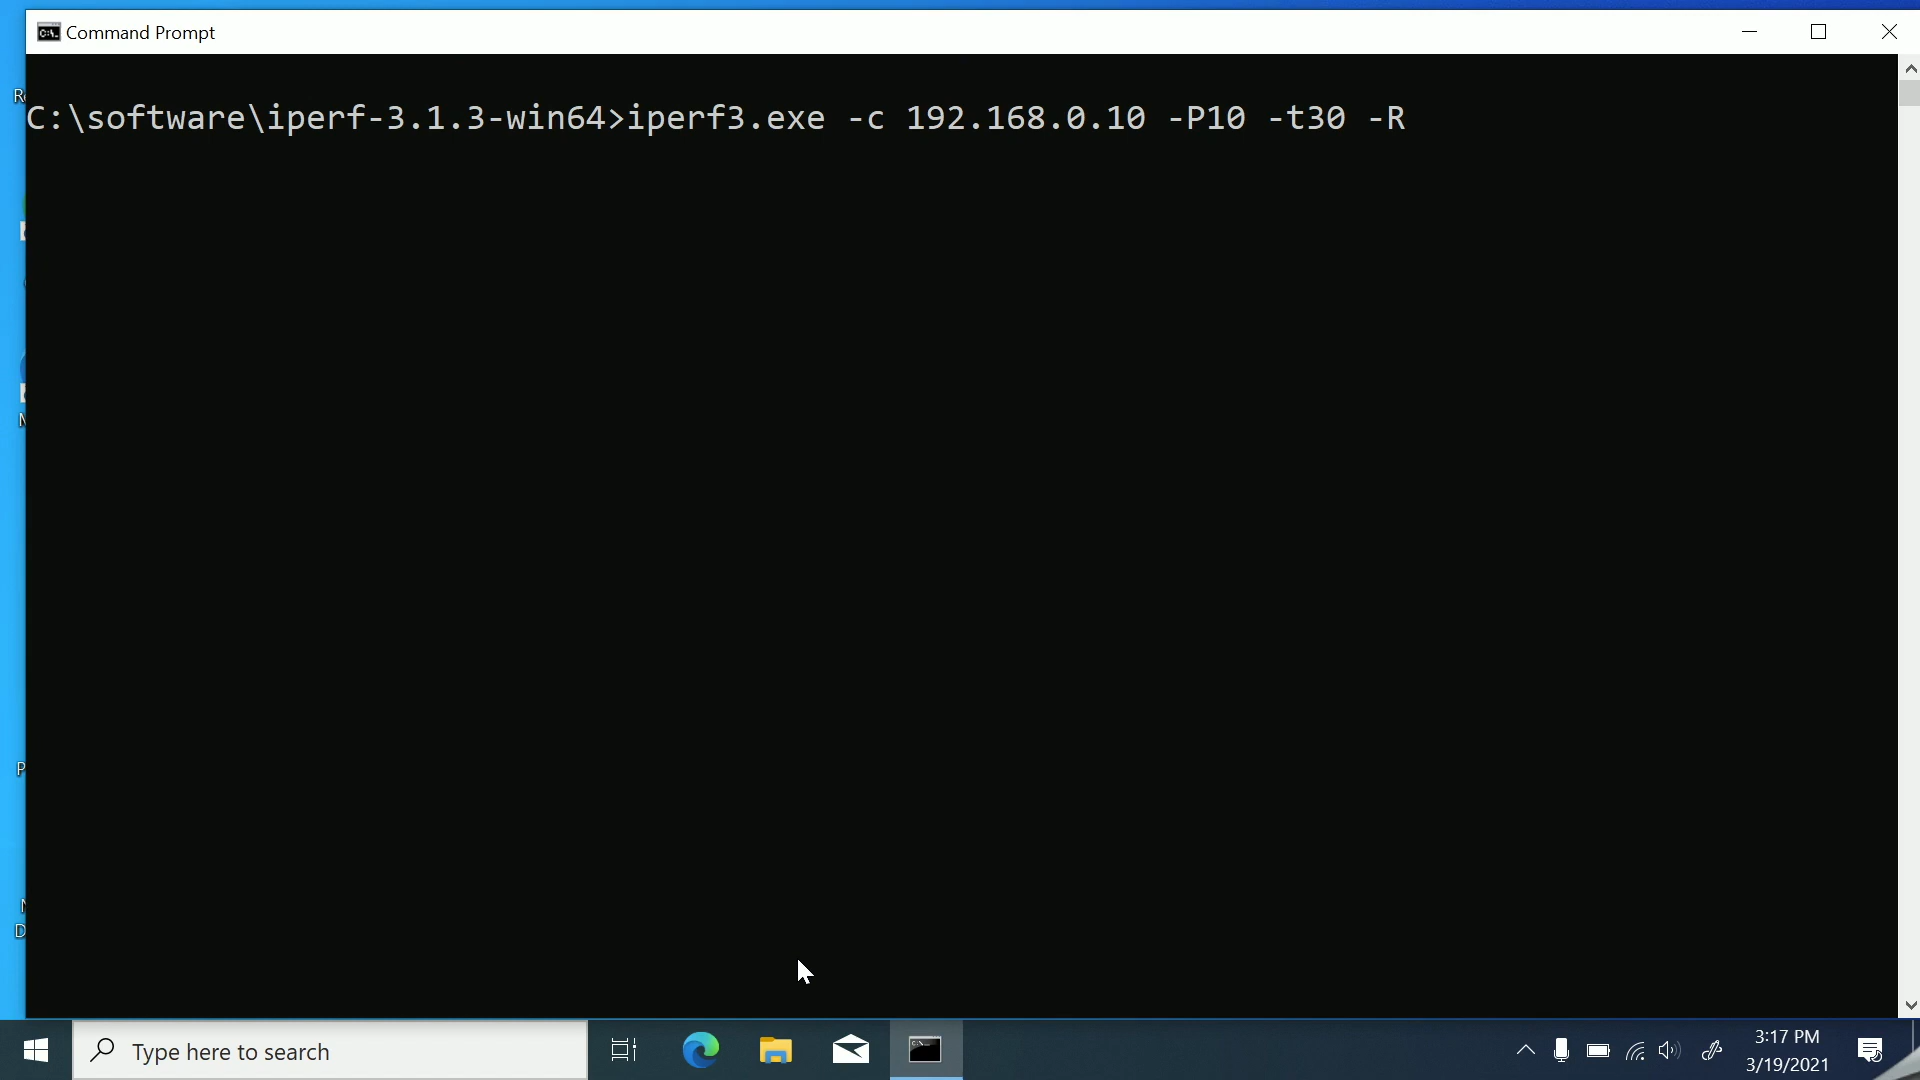 Command Prompt
C:\software\iperf-3.1.3-win64>iperf3.exe -c 192.168.0.10 -P10 -t30 -R
Type here to search
3:17 PM
3/19/2021